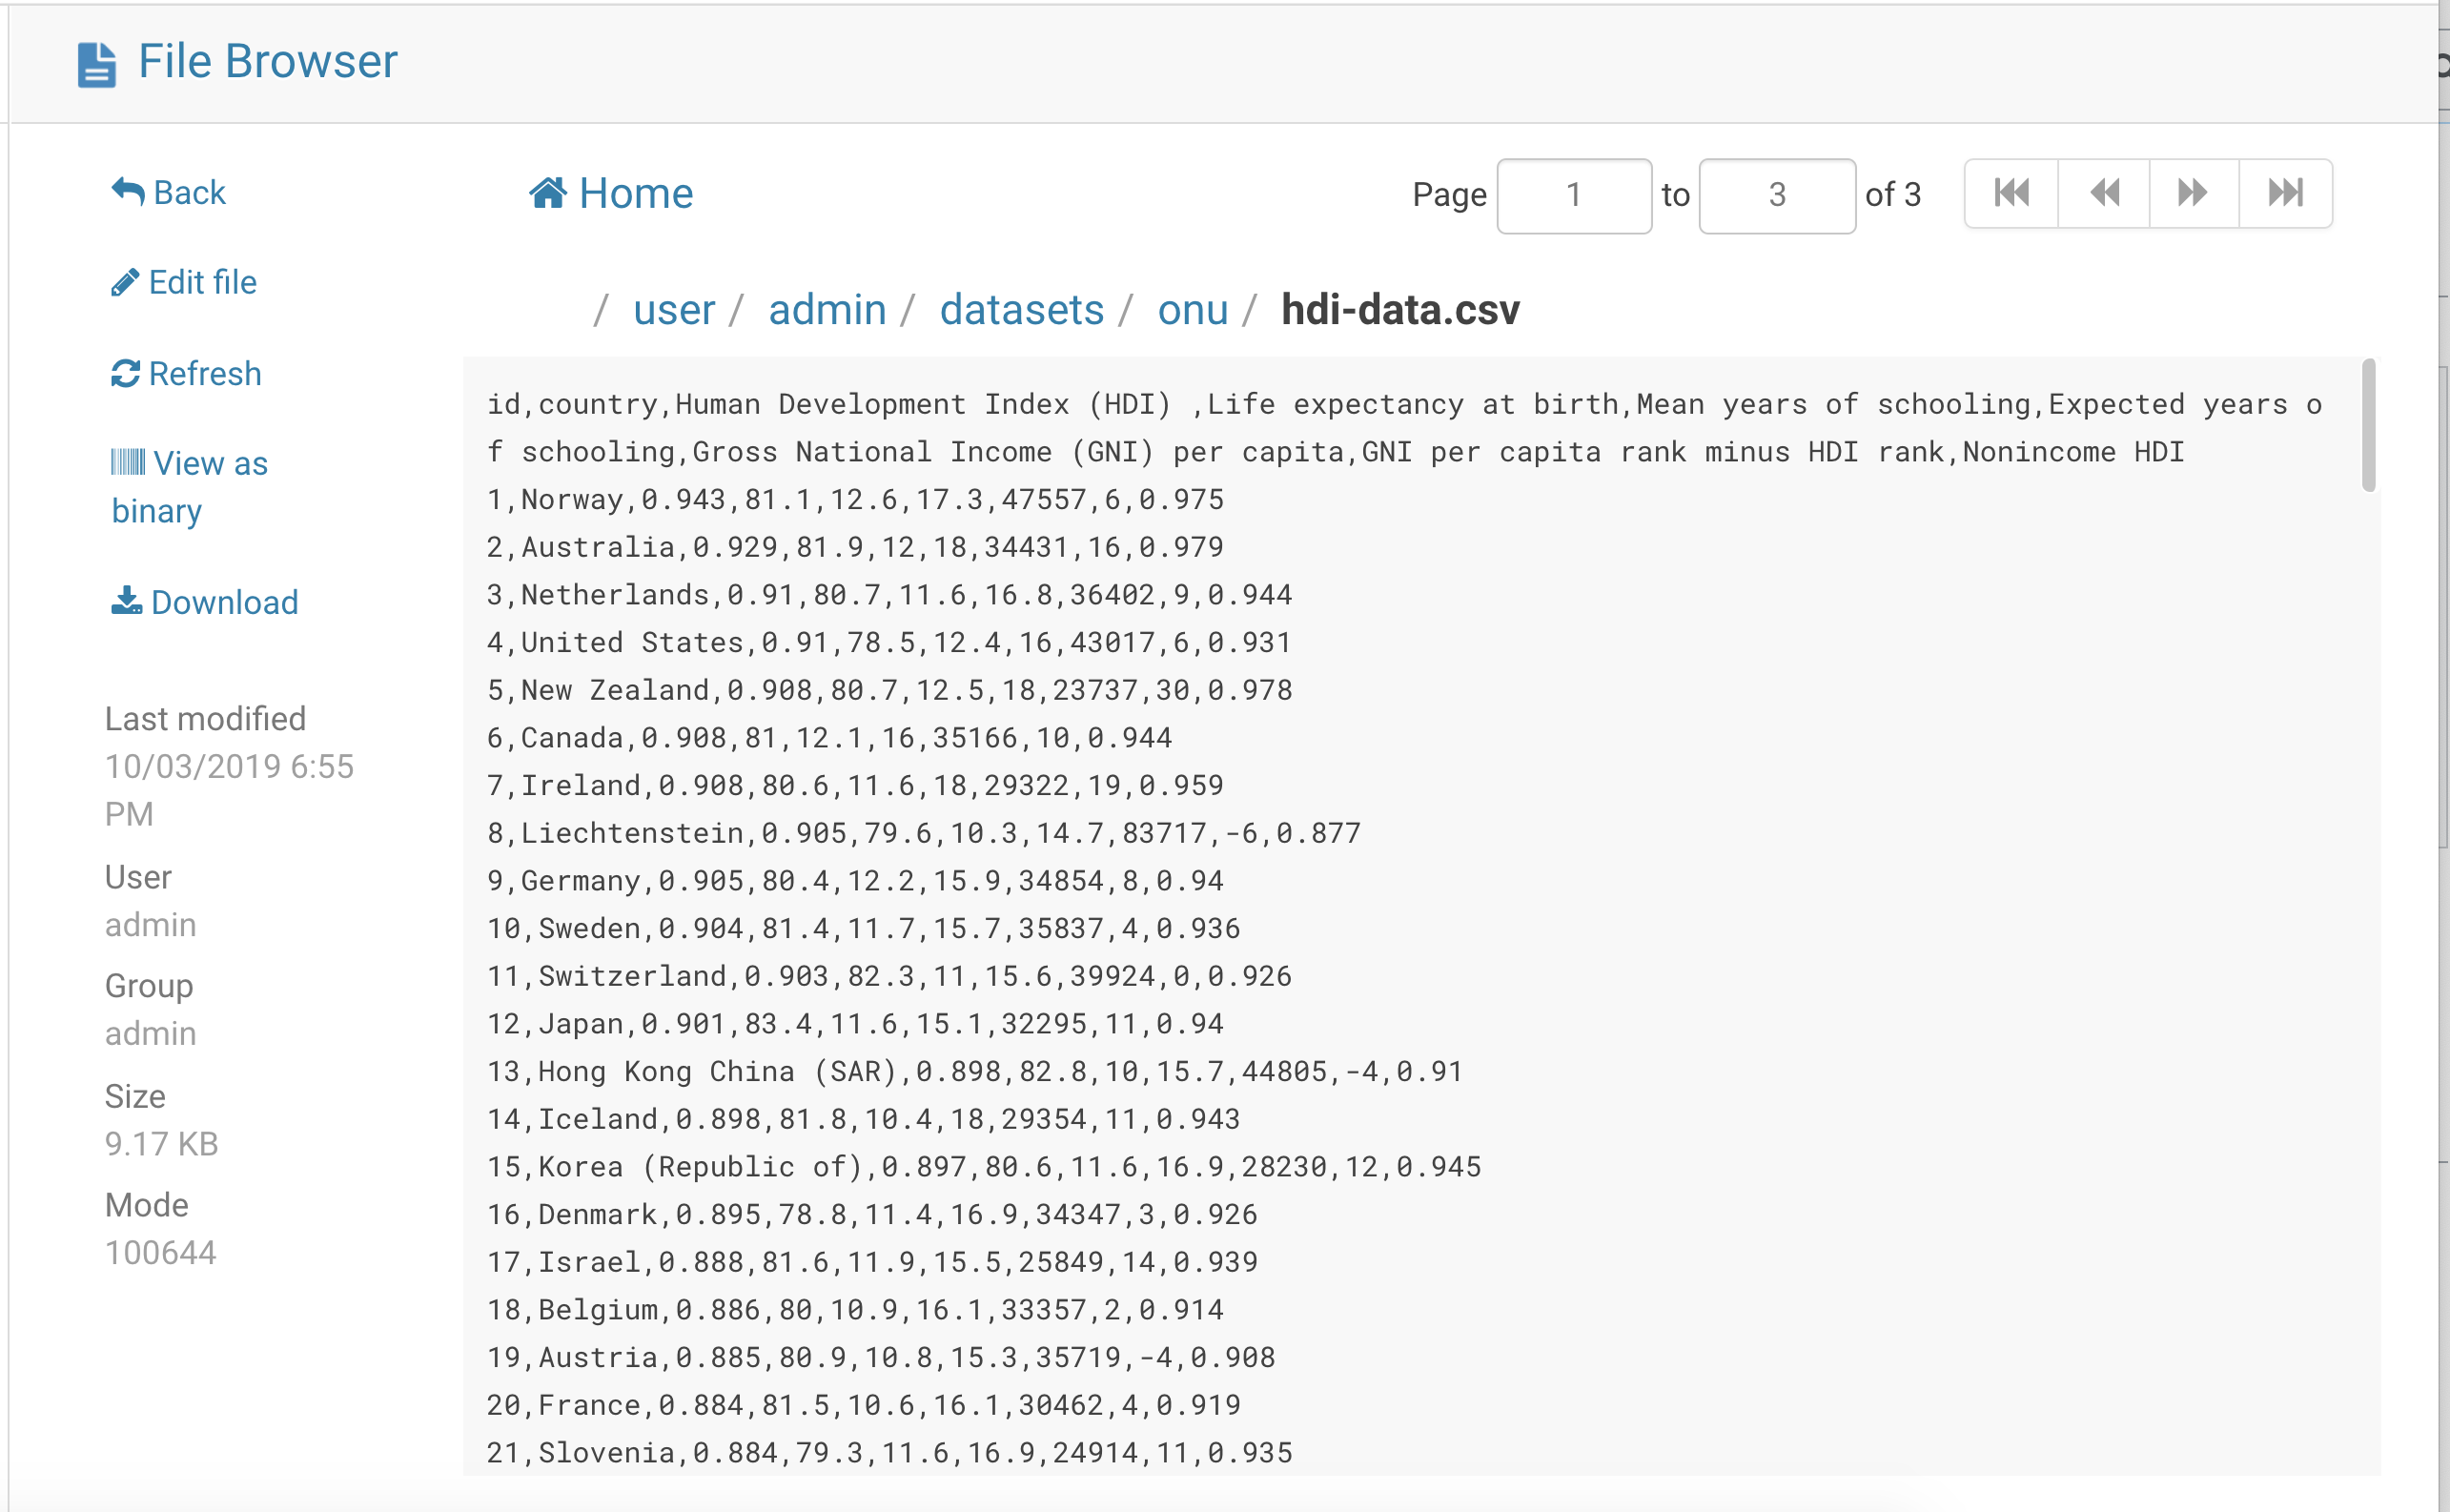 File Browser
Back
Edit file
Refresh
View as
binary
Download
Last modified
10/03/2019 6:55
PM
User
admin
Group
admin
Size
9.17 KB
Mode
100644
Home
Page 1 to 3 of 3
/ user / admin / datasets / onu / hdi-data.csv
id,country,Human Development Index (HDI) ,Life expectancy at birth,Mean years of schooling,Expected years o
f schooling,Gross National Income (GNI) per capita,GNI per capita rank minus HDI rank,Nonincome HDI
1,Norway,0.943,81.1,12.6,17.3,47557,6,0.975
2,Australia,0.929,81.9,12,18,34431,16,0.979
3,Netherlands,0.91,80.7,11.6,16.8,36402,9,0.944
4,United States,0.91,78.5,12.4,16,43017,6,0.931
5,New Zealand,0.908,80.7,12.5,18,23737,30,0.978
6,Canada,0.908,81,12.1,16,35166,10,0.944
7,Ireland,0.908,80.6,11.6,18,29322,19,0.959
8,Liechtenstein,0.905,79.6,10.3,14.7,83717,-6,0.877
9,Germany,0.905,80.4,12.2,15.9,34854,8,0.94
10,Sweden,0.904,81.4,11.7,15.7,35837,4,0.936
11,Switzerland,0.903,82.3,11,15.6,39924,0,0.926
12,Japan,0.901,83.4,11.6,15.1,32295,11,0.94
13,Hong Kong China (SAR),0.898,82.8,10,15.7,44805,-4,0.91
14,Iceland,0.898,81.8,10.4,18,29354,11,0.943
15,Korea (Republic of),0.897,80.6,11.6,16.9,28230,12,0.945
16,Denmark,0.895,78.8,11.4,16.9,34347,3,0.926
17,Israel,0.888,81.6,11.9,15.5,25849,14,0.939
18,Belgium,0.886,80,10.9,16.1,33357,2,0.914
19,Austria,0.885,80.9,10.8,15.3,35719,-4,0.908
20,France,0.884,81.5,10.6,16.1,30462,4,0.919
21,Slovenia,0.884,79.3,11.6,16.9,24914,11,0.935